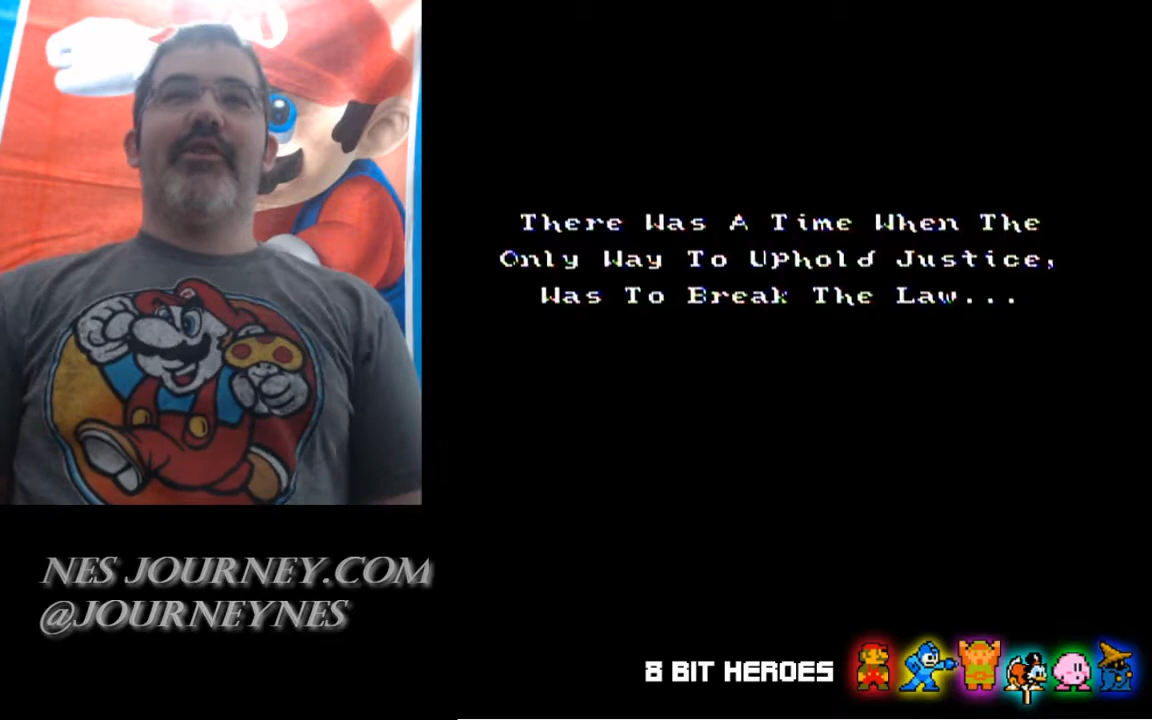 There Was A Time When The
Only Way To Uphold Justice,
Was To Break The Law...
NES JOURNEY.COM
@JOURNEYNES
8 BIT HEROES